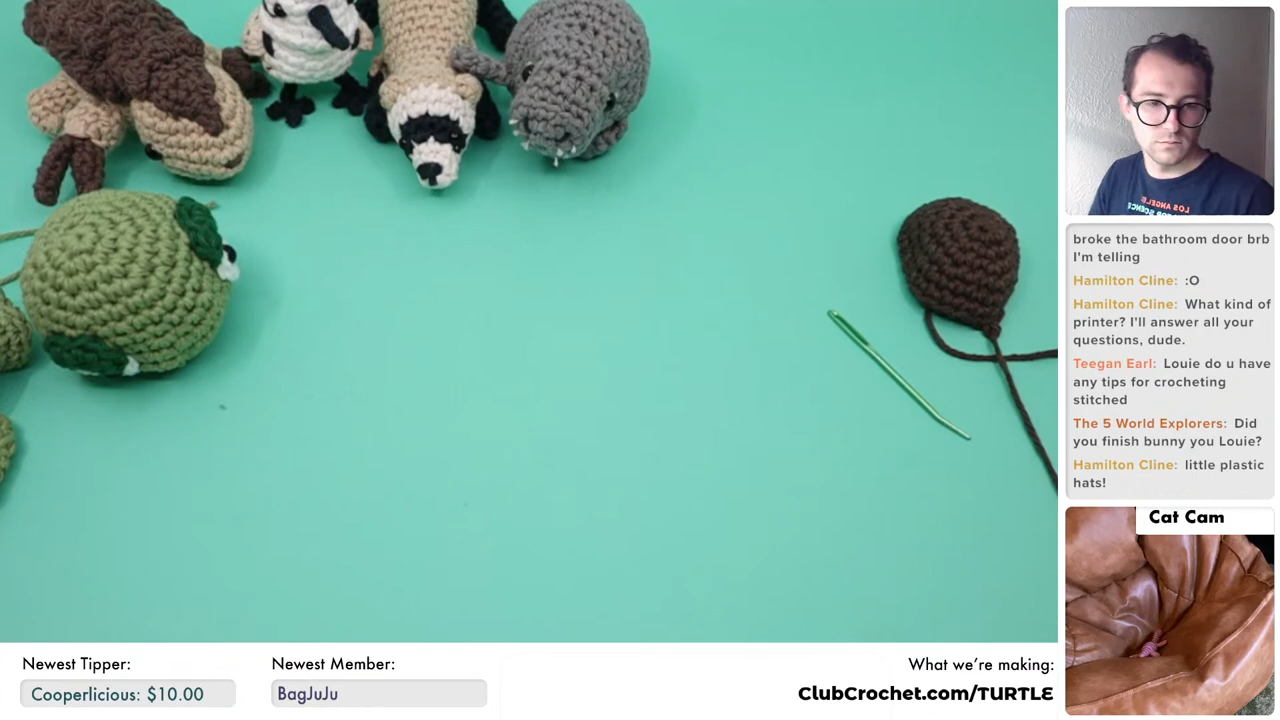 LOS ANGELE
broke the bathroom door brb
I'm telling
Hamilton Cline: :O
Hamilton Cline: What kind of
printer? I'll answer all your
questions, dude.
Teegan Earl: Louie do u have
any tips for crocheting
stitched
The 5 World Explorers: Did
you finish bunny you Louie?
Hamilton Cline: little plastic
hats!
Cat Cam
Newest Tipper:
Cooperlicious: $10.00
Newest Member:
BagJuJu
What we're making:
ClubCrochet.com/TURTLE